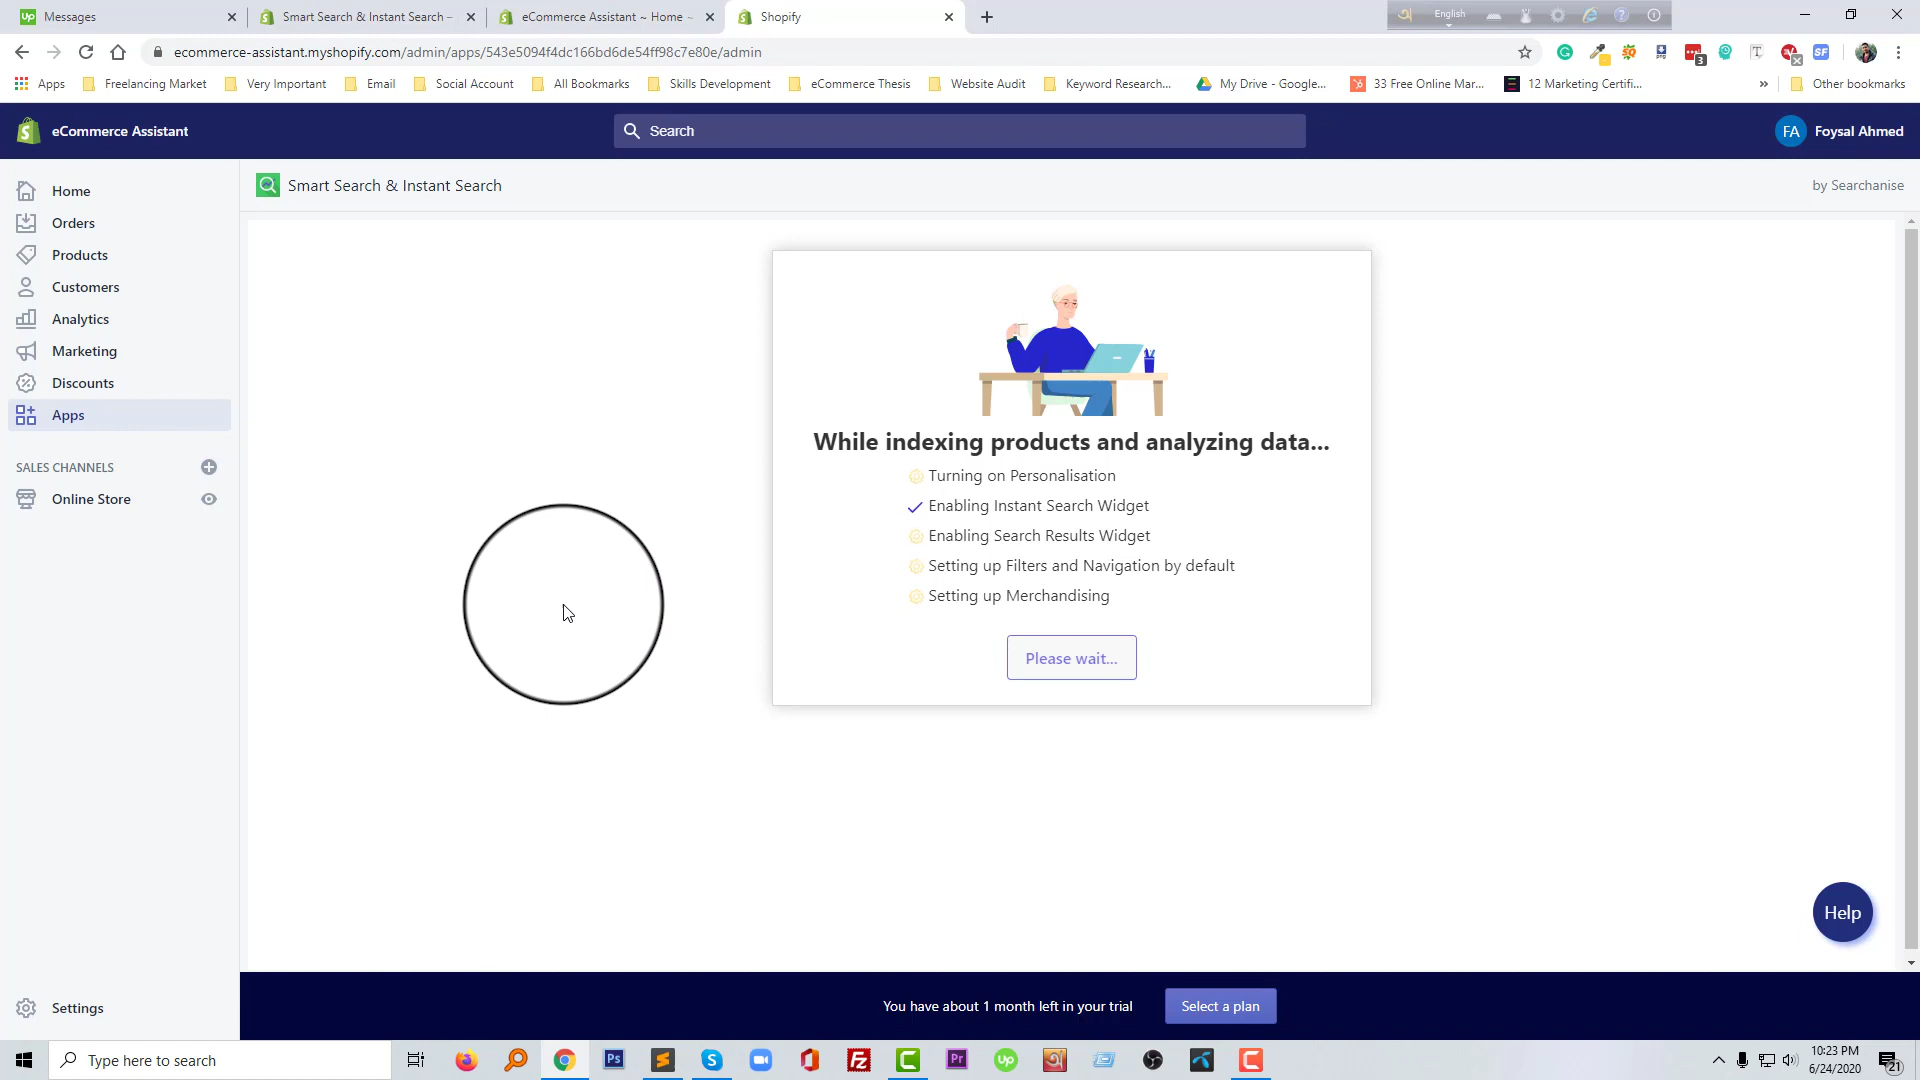 Messages
Smart Search & Instant Search –
eCommerce Assistant ~ Home ~
Shopify
English
ecommerce-assistant.myshopify.com/admin/apps/543e5094f4dc166bd6de54ff98c7e80e/admin
3
SF
Apps
Freelancing Market
Very Important
Email
Social Account
All Bookmarks
Skills Development
eCommerce Thesis
Website Audit
Keyword Research...
My Drive - Google...
33 Free Online Mar...
12 Marketing Certifi...
»
Other bookmarks
eCommerce Assistant
Search
FA
Foysal Ahmed
Home
Orders
Products
Customers
Analytics
Marketing
Discounts
Apps
SALES CHANNELS
Online Store
Settings
Smart Search & Instant Search
by Searchanise
While indexing products and analyzing data...
Turning on Personalisation
Enabling Instant Search Widget
Enabling Search Results Widget
Setting up Filters and Navigation by default
Setting up Merchandising
Please wait...
Help
You have about 1 month left in your trial
Select a plan
Type here to search
10:23 PM
6/24/2020
21